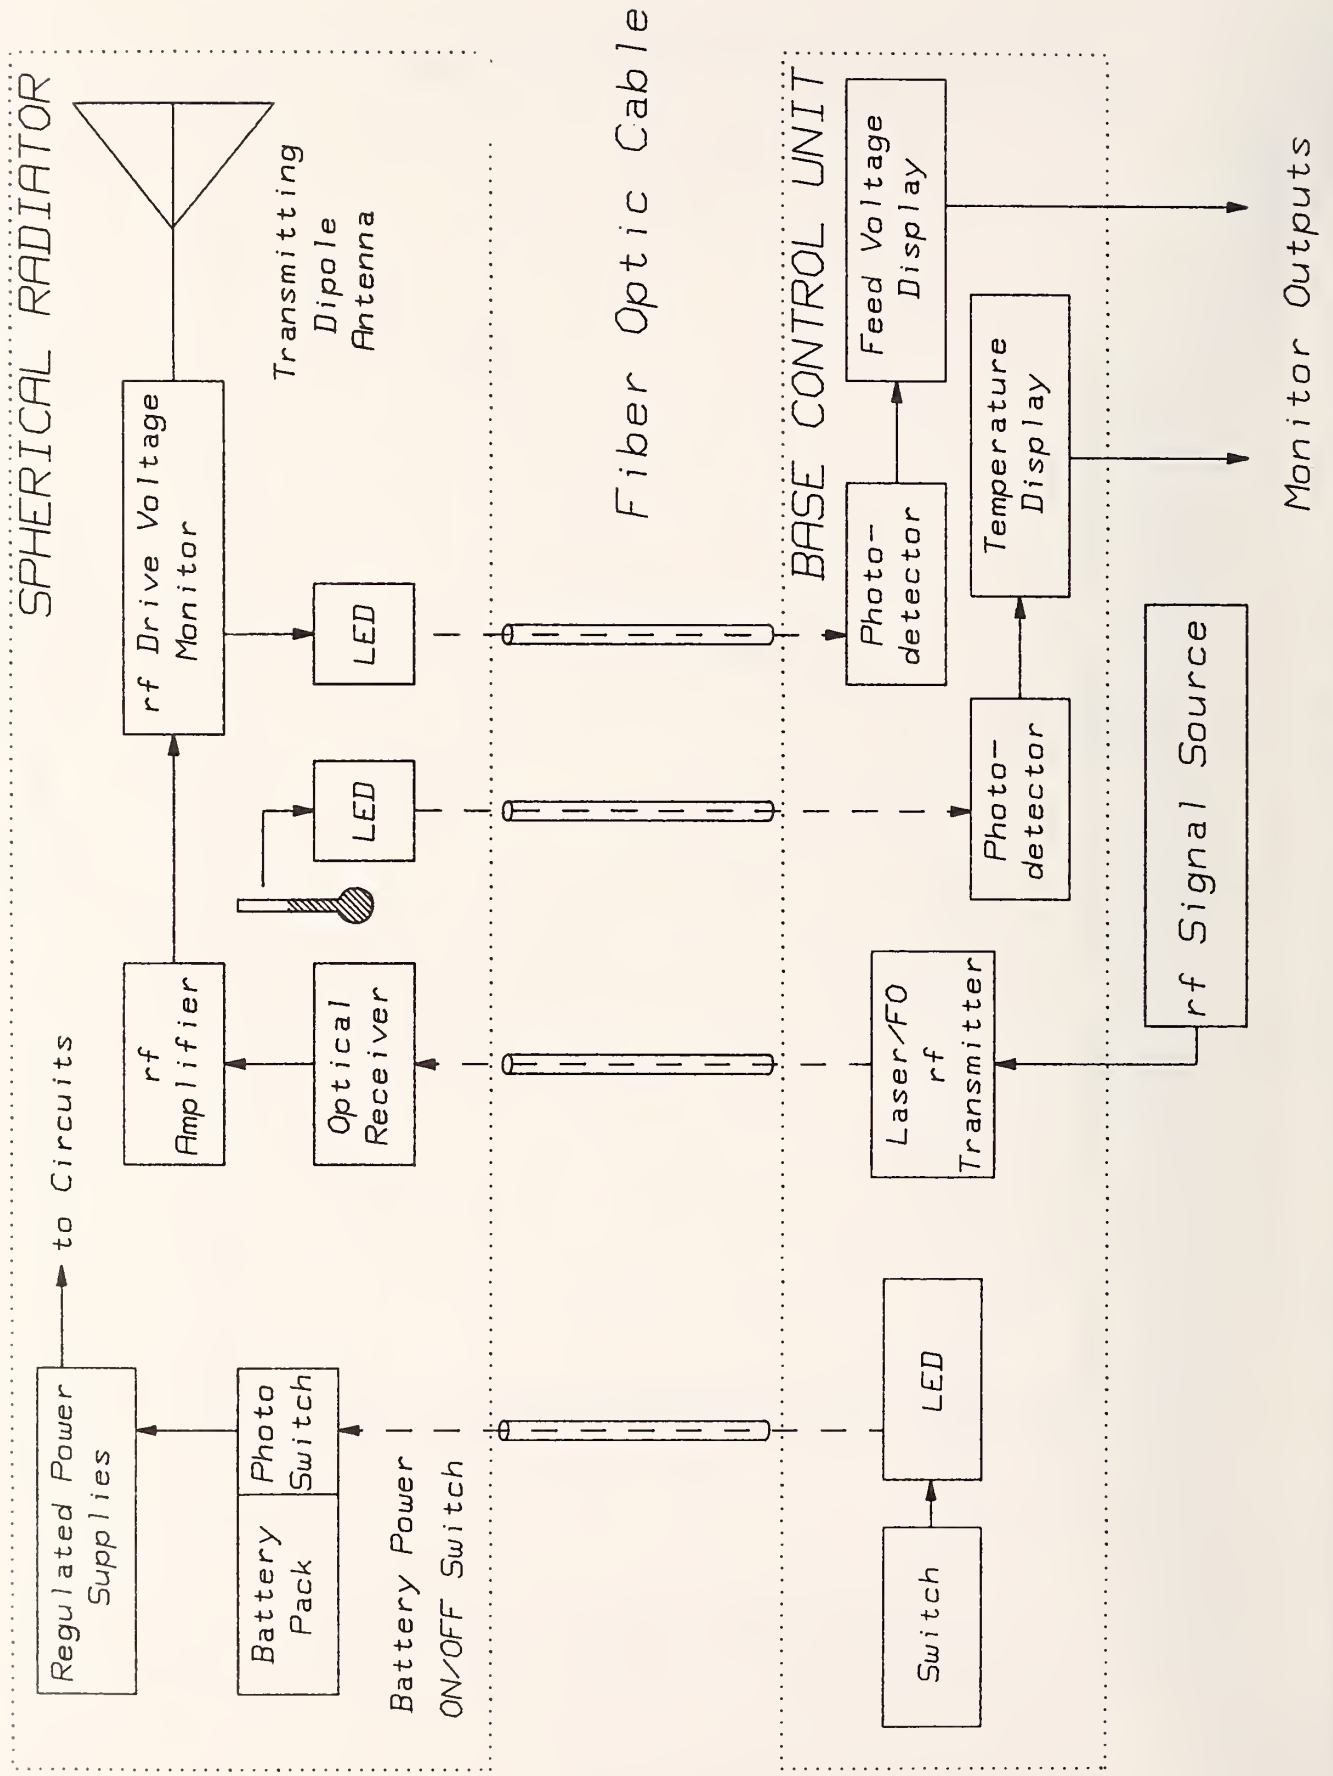 SPHERICAL RADIATOR
Regulated Power
Supplies
to Circuits
rf
Amplifier
rf Drive Voltage
Monitor
Transmitting
Dipole
Antenna
Battery
Pack
Photo
Switch
Optical
Receiver
LED
LED
Battery Power
ON/OFF Switch
Fiber Optic Cable
BASE CONTROL UNIT
Switch
LED
Laser/FO
rf
Transmitter
Photo-
detector
Feed Voltage
Display
Photo-
detector
Temperature
Display
rf Signal Source
Monitor Outputs